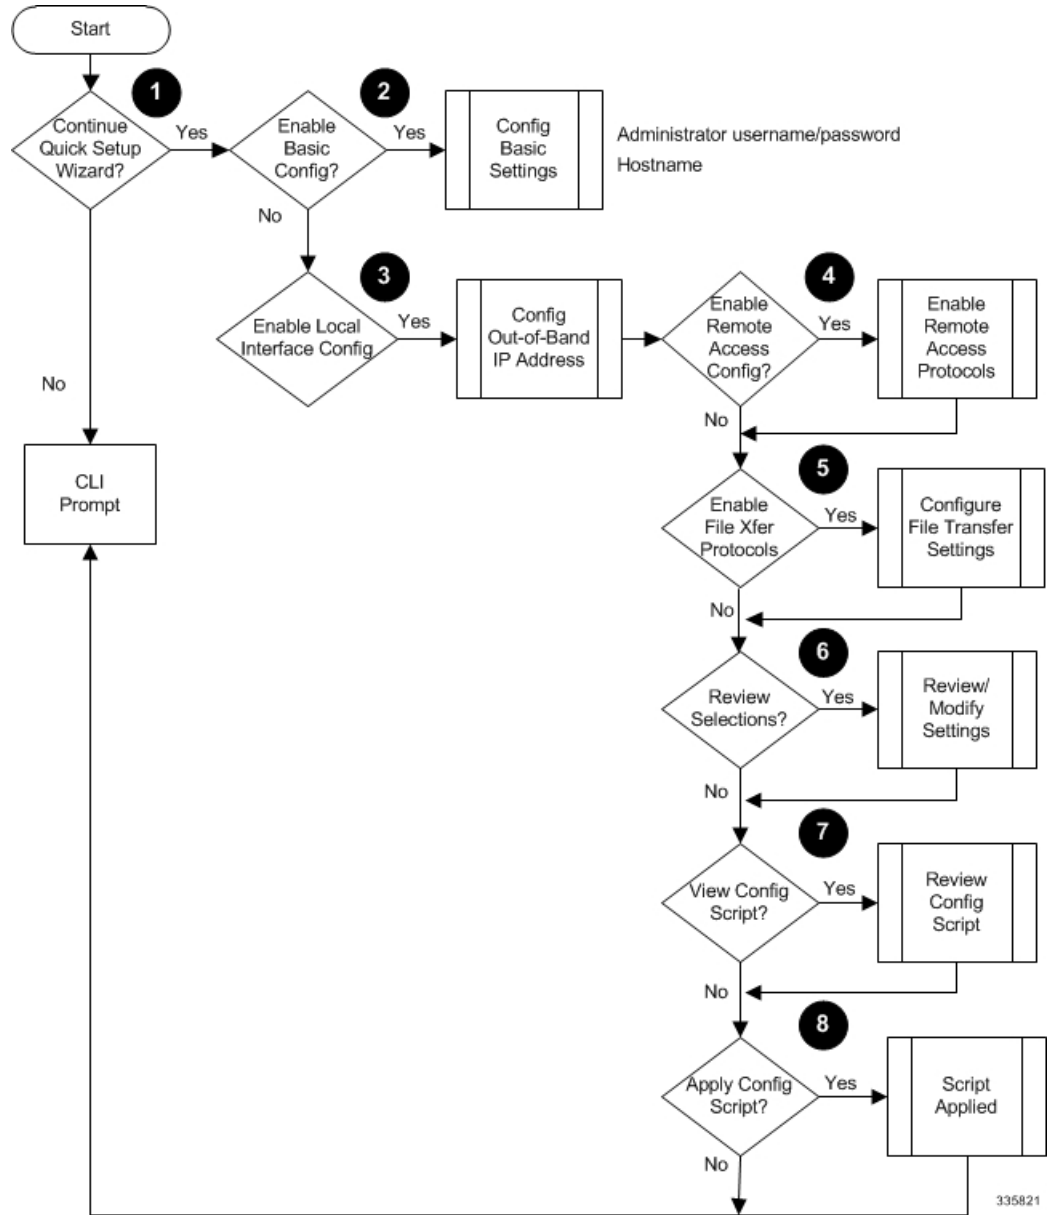 Start
1
2
Continue
Quick Setup
Wizard?
Yes
Enable
Basic
Config?
Yes
Config
Basic
Settings
Administrator username/password
Hostname
No
3
4
Enable Local
Interface Config
Yes
Config
Out-of-Band
IP Address
Enable
Remote
Access
Config?
Yes
Enable
Remote
Access
Protocols
No
No
CLI
Prompt
5
Enable
File Xfer
Protocols
Yes
Configure
File Transfer
Settings
No
6
Review
Selections?
Yes
Review/
Modify
Settings
No
7
View Config
Script?
Yes
Review
Config
Script
No
8
Apply Config
Script?
Yes
Script
Applied
No
335821